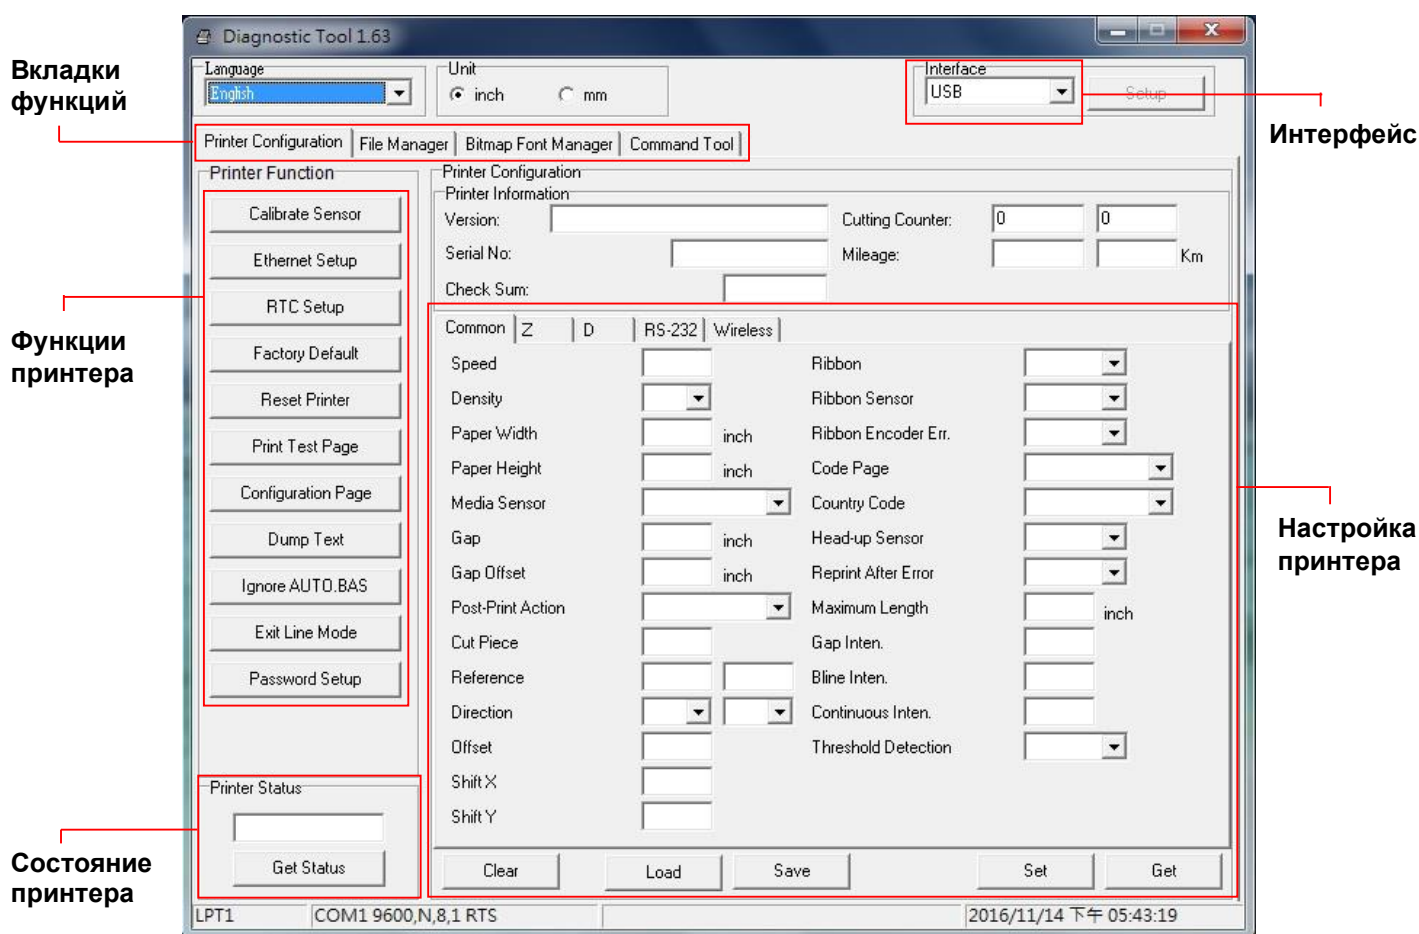 Diagnostic Tool 1.63
Вкладки
функций
Language
English
Unit
inch
mm
Interface
USB
Setup
Интерфейс
Printer Configuration
File Manager
Bitmap Font Manager
Command Tool
Printer Function
Calibrate Sensor
Ethernet Setup
RTC Setup
Factory Default
Reset Printer
Print Test Page
Configuration Page
Dump Text
Ignore AUTO.BAS
Exit Line Mode
Password Setup
Функции
принтера
Printer Configuration
Printer Information
Version:
Cutting Counter: 0 0
Serial No:
Mileage: Km
Check Sum:
Common Z D RS-232 Wireless
Speed
Ribbon
Density
Ribbon Sensor
Paper Width inch
Ribbon Encoder Err.
Paper Height inch
Code Page
Media Sensor
Country Code
Gap inch
Head-up Sensor
Gap Offset inch
Reprint After Error
Post-Print Action
Maximum Length inch
Cut Piece
Gap Inten.
Reference
Bline Inten.
Direction
Continuous Inten.
Offset
Threshold Detection
Shift X
Shift Y
Настройка
принтера
Printer Status
Get Status
Состояние
принтера
Clear
Load
Save
Set
Get
LPT1
COM1 9600,N,8,1 RTS
2016/11/14 下午 05:43:19